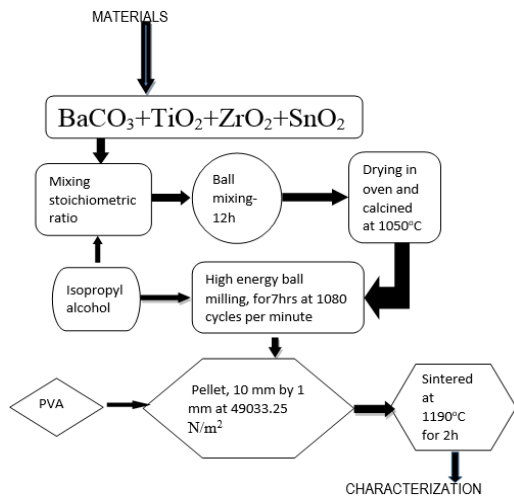 MATERIALS
BaCO₃+TiO₂+ZrO₂+SnO₂
Mixing
stoichiometric
ratio
Ball
mixing-
12h
Drying in
oven and
calcined
at 1050°C
Isopropyl
alcohol
High energy ball
milling, for7hrs at 1080
cycles per minute
PVA
Pellet, 10 mm by 1
mm at 49033.25
N/m²
Sintered
at
1190°C
for 2h
CHARACTERIZATION